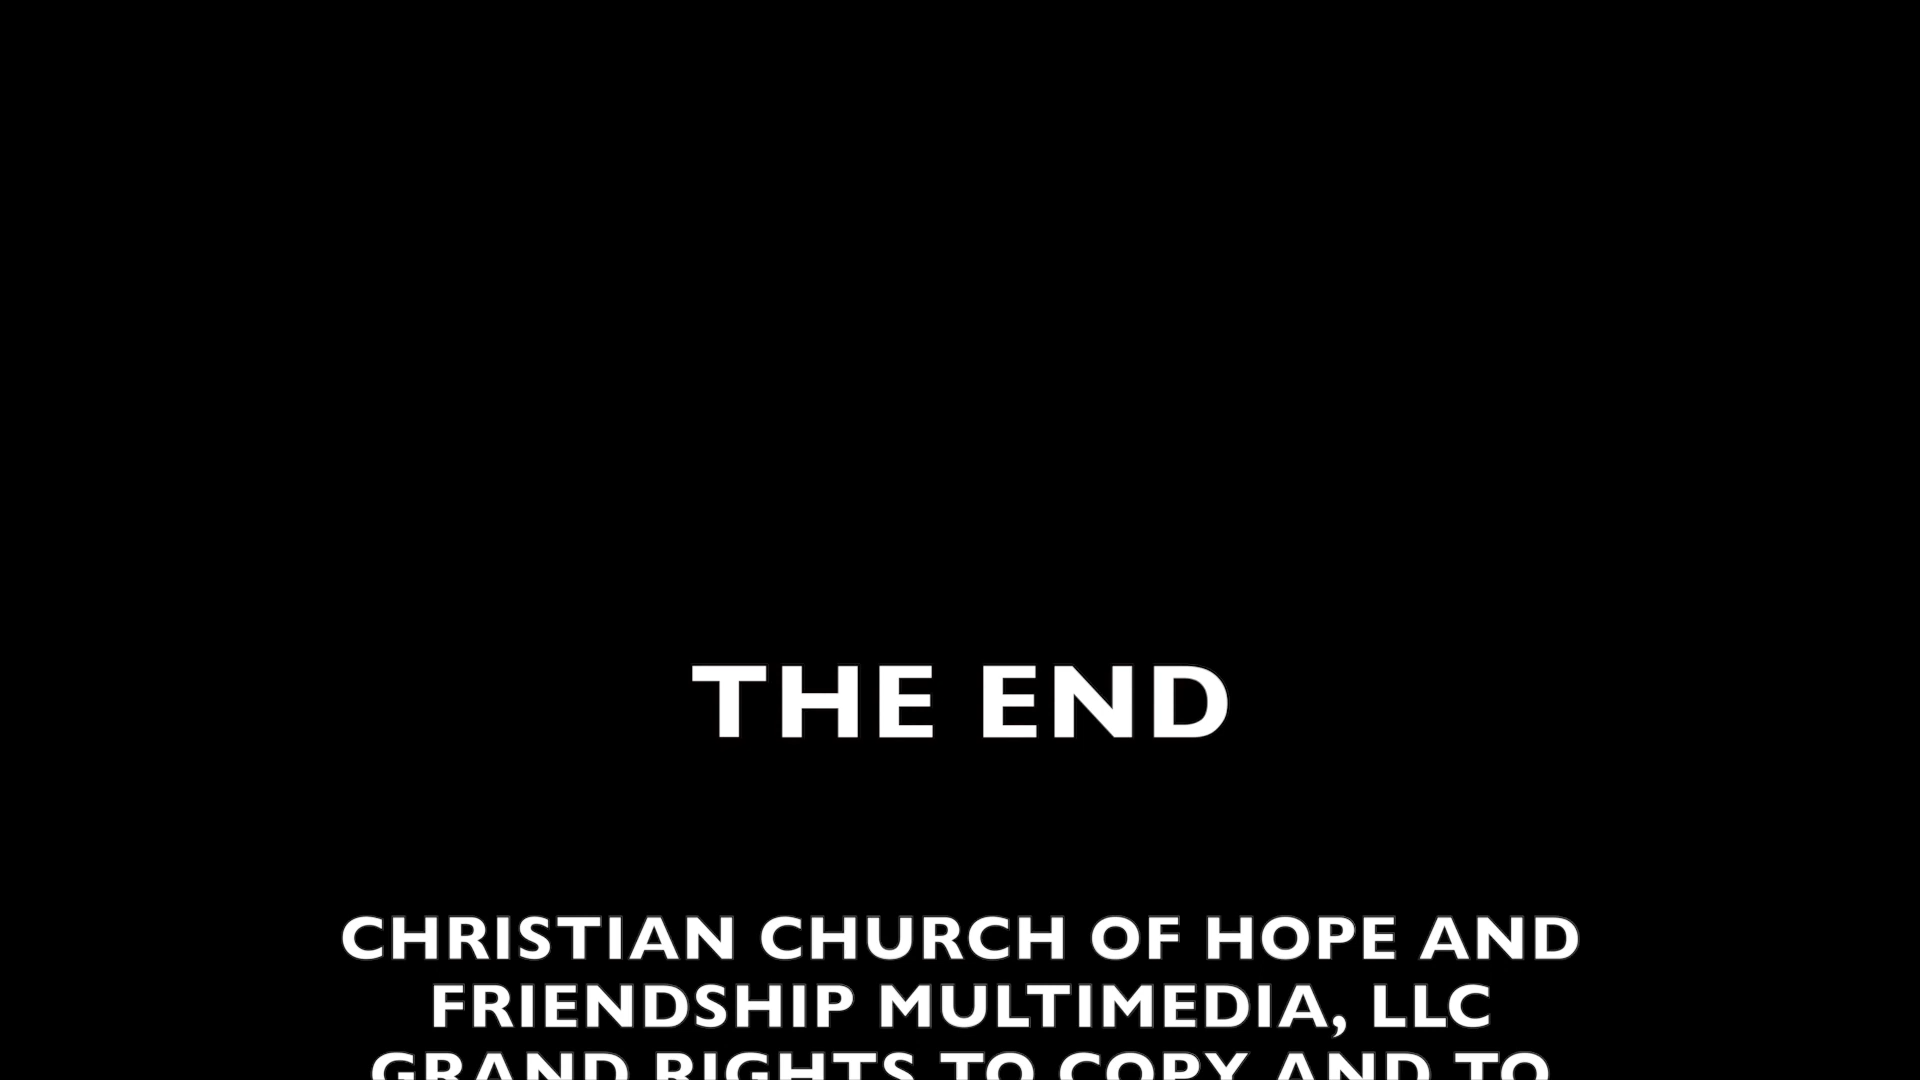 THE END
CHRISTIAN CHURCH OF HOPE AND
FRIENDSHIP MULTIMEDIA, LLC
GRAND RIGHTS TO COPY AND TO